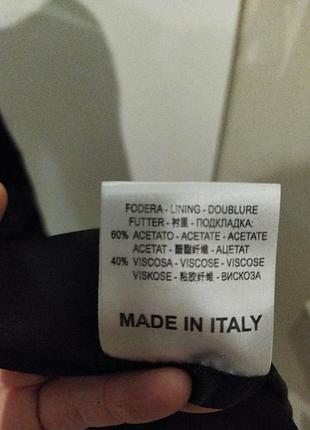 FODERA - LINING - DOUBLURE
FUTTER - 衬里 - ПОДКЛАДКА:
60% ACETATO - ACETATE - ACETATE
ACETAT - 醋酯纤维 - АЦЕТАТ
40% VISCOSA - VISCOSE - VISCOSE
VISKOSE - 粘胶纤维 - ВИСКОЗА
MADE IN ITALY